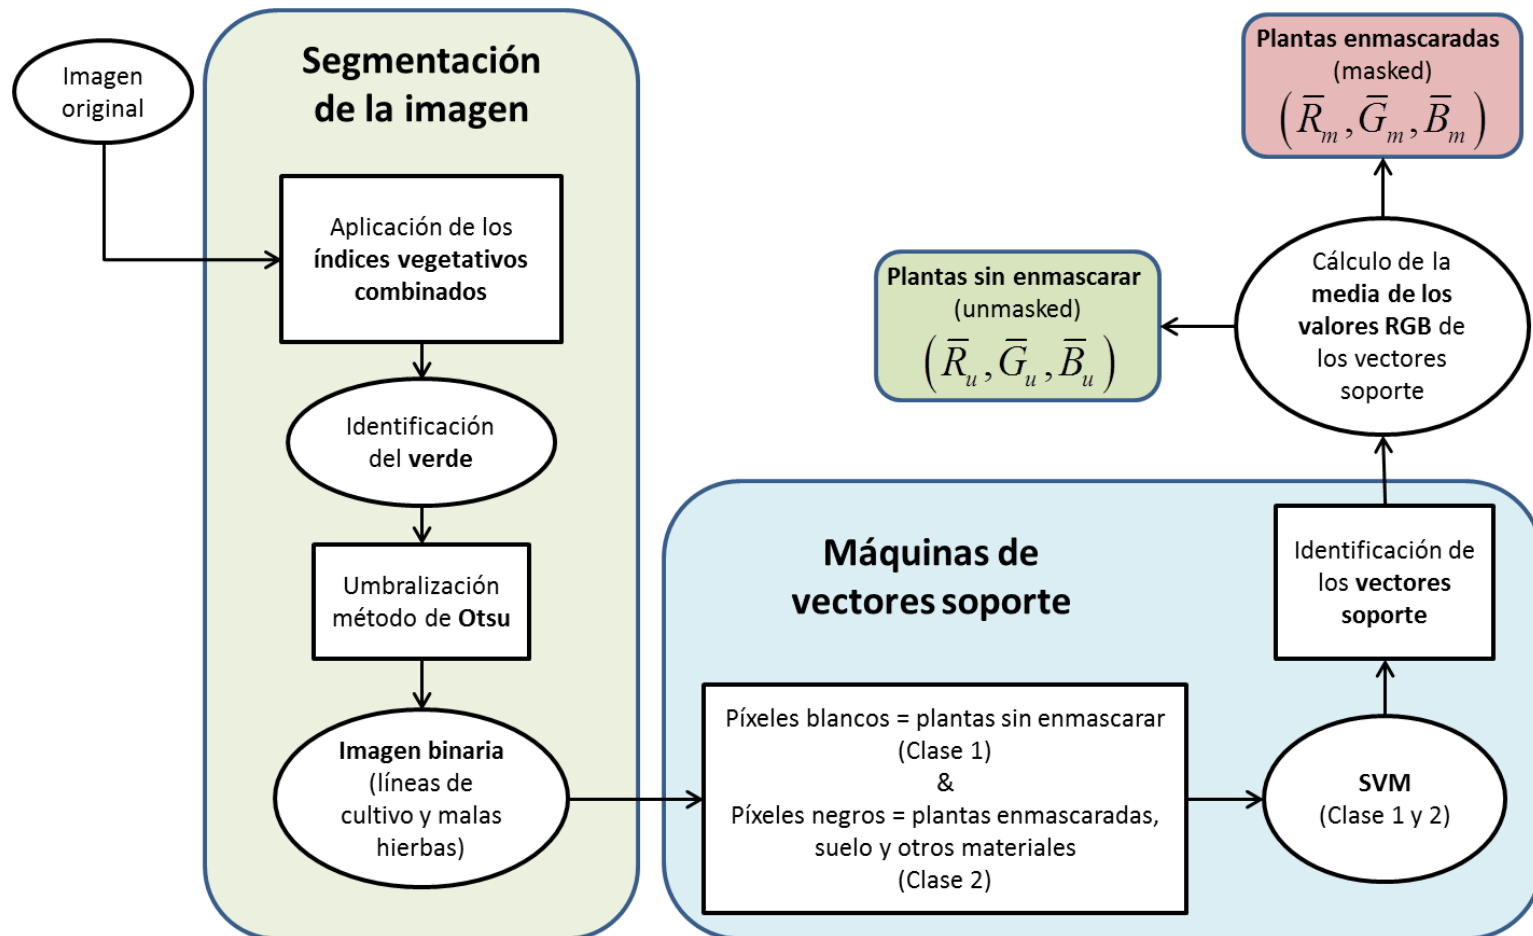 Imagen
original
Segmentación
de la imagen
Aplicación de los
índices vegetativos
combinados
Identificación
del verde
Umbralización
método de Otsu
Imagen binaria
(líneas de
cultivo y malas
hierbas)
Máquinas de
vectores soporte
Píxeles blancos = plantas sin enmascarar
(Clase 1)
&
Píxeles negros = plantas enmascaradas,
suelo y otros materiales
(Clase 2)
SVM
(Clase 1 y 2)
Identificación de
los vectores
soporte
Cálculo de la
media de los
valores RGB de
los vectores
soporte
Plantas sin enmascarar
(unmasked)
(R̅ᵤ, G̅ᵤ, B̅ᵤ)
Plantas enmascaradas
(masked)
(R̅ₘ, G̅ₘ, B̅ₘ)